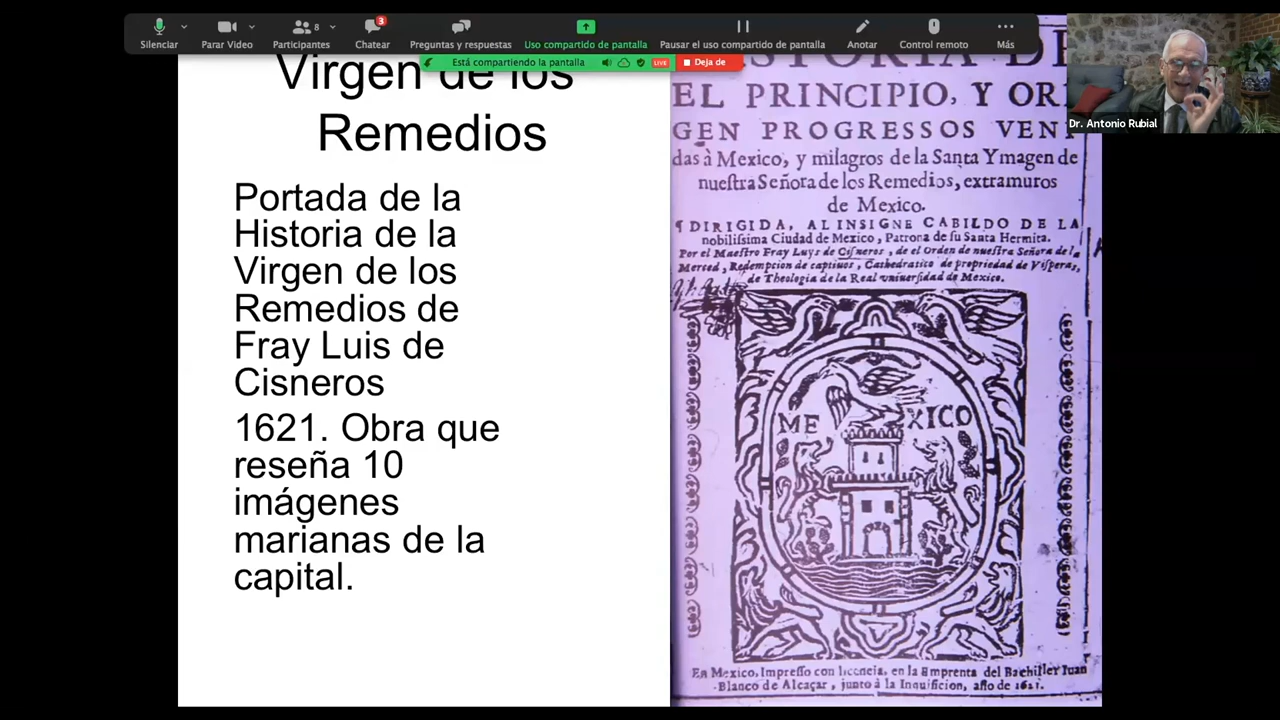 Silenciar
Parar Video
Participantes
8
Chatear
3
Preguntas y respuestas
Uso compartido de pantalla
Pausar el uso compartido de pantalla
Anotar
Control remoto
Más
Está compartiendo la pantalla
LIVE
Deja de
Dr. Antonio Rubial
Virgen de los
Remedios
Portada de la
Historia de la
Virgen de los
Remedios de
Fray Luis de
Cisneros
1621. Obra que
reseña 10
imágenes
marianas de la
capital.
EL PRINCIPIO, Y ORI
GEN PROGRESSOS VENI
das à Mexico, y milagros de la Santa Ymagen de
nueſtra Señora de los Remedios, extramuros
de Mexico.
¶ DIRIGIDA, AL INSIGNE CABILDO DE LA
nobiliſsima Ciudad de Mexico, Patrona de ſu Santa Hermita.
Por el Maeſtro Fray Luys de Ciſneros, de el Orden de nueſtra Señora de la
Merced, Redempcion de captiuos, Cathedratico de propriedad de Viſperas,
de Theologia de la Real vniuerſidad de Mexico.
ME XICO
En Mexico, Impreſſo con licencia, en la Emprenta del Bachiller Iuan
Blanco de Alcaçar, junto à la Inquiſicion, año de 1621.